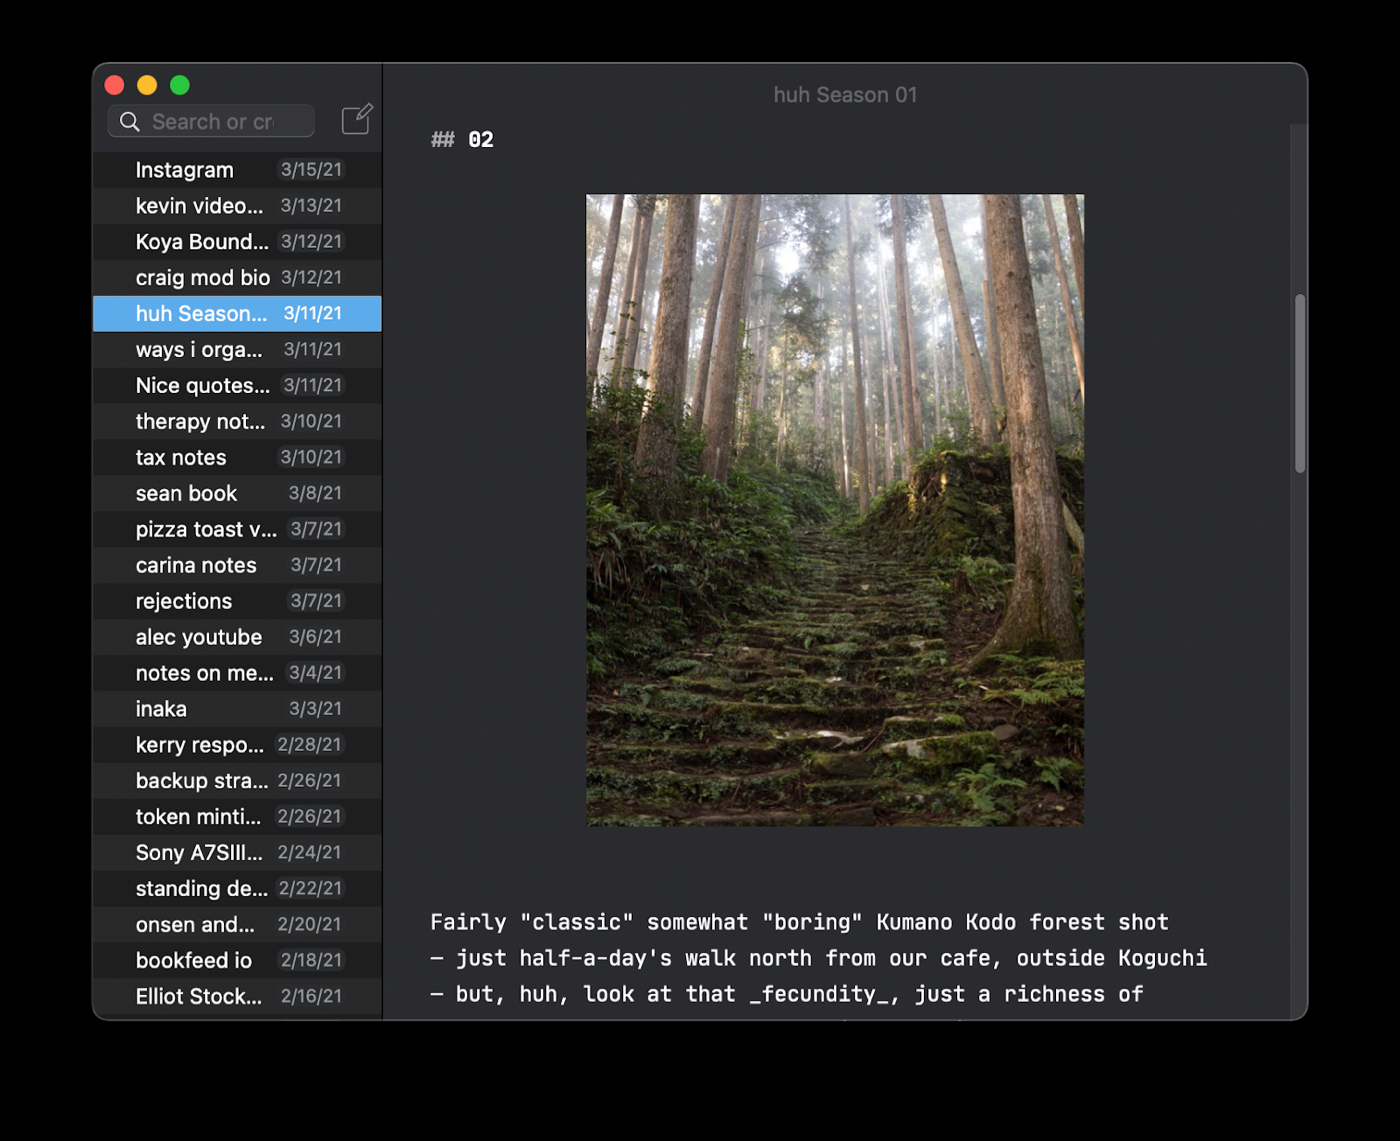 huh Season 01
Search or cr
Instagram 3/15/21
kevin video... 3/13/21
Koya Bound... 3/12/21
craig mod bio 3/12/21
huh Season... 3/11/21
ways i orga... 3/11/21
Nice quotes... 3/11/21
therapy not... 3/10/21
tax notes 3/10/21
sean book 3/8/21
pizza toast v... 3/7/21
carina notes 3/7/21
rejections 3/7/21
alec youtube 3/6/21
notes on me... 3/4/21
inaka 3/3/21
kerry respo... 2/28/21
backup stra... 2/26/21
token minti... 2/26/21
Sony A7SIII... 2/24/21
standing de... 2/22/21
onsen and... 2/20/21
bookfeed io 2/18/21
Elliot Stock... 2/16/21
## 02
Fairly "classic" somewhat "boring" Kumano Kodo forest shot
— just half-a-day's walk north from our cafe, outside Koguchi
— but, huh, look at that _fecundity_, just a richness of